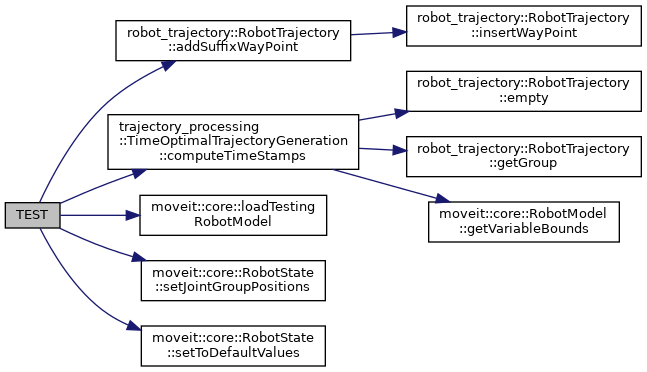 TEST
robot_trajectory::RobotTrajectory
::addSuffixWayPoint
robot_trajectory::RobotTrajectory
::insertWayPoint
trajectory_processing
::TimeOptimalTrajectoryGeneration
::computeTimeStamps
robot_trajectory::RobotTrajectory
::empty
robot_trajectory::RobotTrajectory
::getGroup
moveit::core::RobotModel
::getVariableBounds
moveit::core::loadTesting
RobotModel
moveit::core::RobotState
::setJointGroupPositions
moveit::core::RobotState
::setToDefaultValues